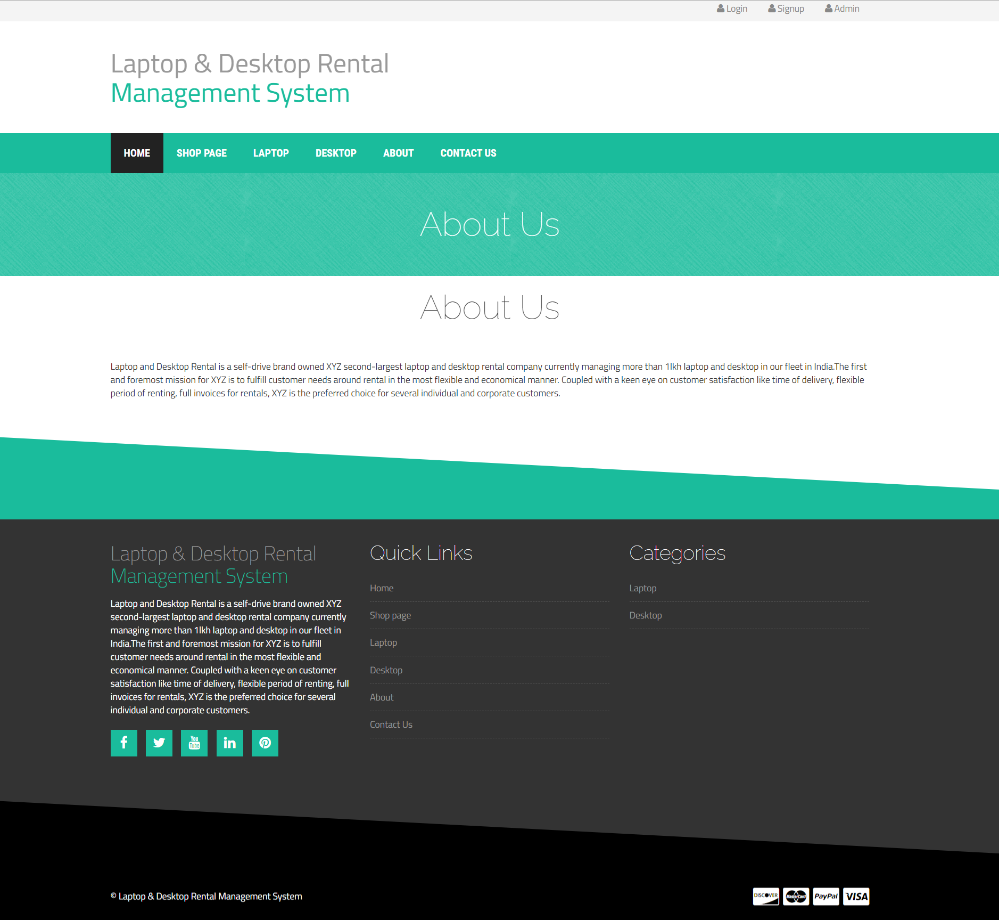 Login Signup Admin
Laptop & Desktop Rental
Management System
HOME SHOP PAGE LAPTOP DESKTOP ABOUT CONTACT US
About Us
About Us
Laptop and Desktop Rental is a self-drive brand owned XYZ second-largest laptop and desktop rental company currently managing more than 1lkh laptop and desktop in our fleet in India.The first
and foremost mission for XYZ is to fulfill customer needs around rental in the most flexible and economical manner. Coupled with a keen eye on customer satisfaction like time of delivery, flexible
period of renting, full invoices for rentals, XYZ is the preferred choice for several individual and corporate customers.
Laptop & Desktop Rental
Management System
Laptop and Desktop Rental is a self-drive brand owned XYZ
second-largest laptop and desktop rental company currently
managing more than 1lkh laptop and desktop in our fleet in
India.The first and foremost mission for XYZ is to fulfill
customer needs around rental in the most flexible and
economical manner. Coupled with a keen eye on customer
satisfaction like time of delivery, flexible period of renting, full
invoices for rentals, XYZ is the preferred choice for several
individual and corporate customers.
You
Tube
Quick Links
Home
Shop page
Laptop
Desktop
About
Contact Us
Categories
Laptop
Desktop
© Laptop & Desktop Rental Management System
DISCOVER MasterCard PayPal VISA